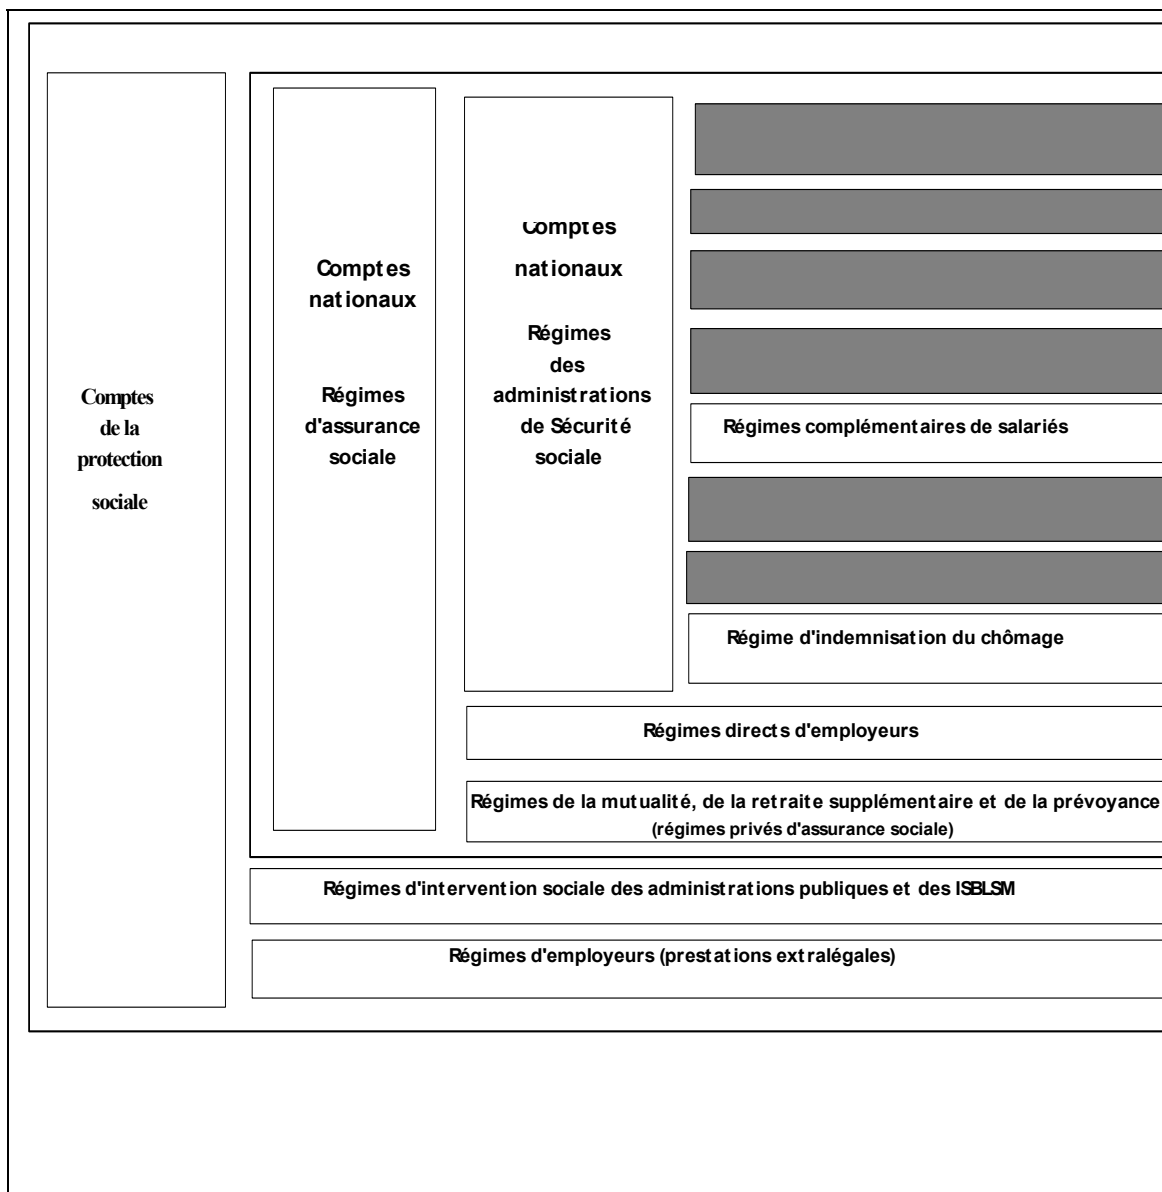 Comptes
de la
protection
sociale
Comptes
nationaux
Régimes
d'assurance
sociale
Comptes
nationaux
Régimes
des
administrations
de Sécurité
sociale
Régimes complémentaires de salariés
Régime d'indemnisation du chômage
Régimes directs d'employeurs
Régimes de la mutualité, de la retraite supplémentaire et de la prévoyance
(régimes privés d'assurance sociale)
Régimes d'intervention sociale des administrations publiques et des ISBLSM
Régimes d'employeurs (prestations extralégales)